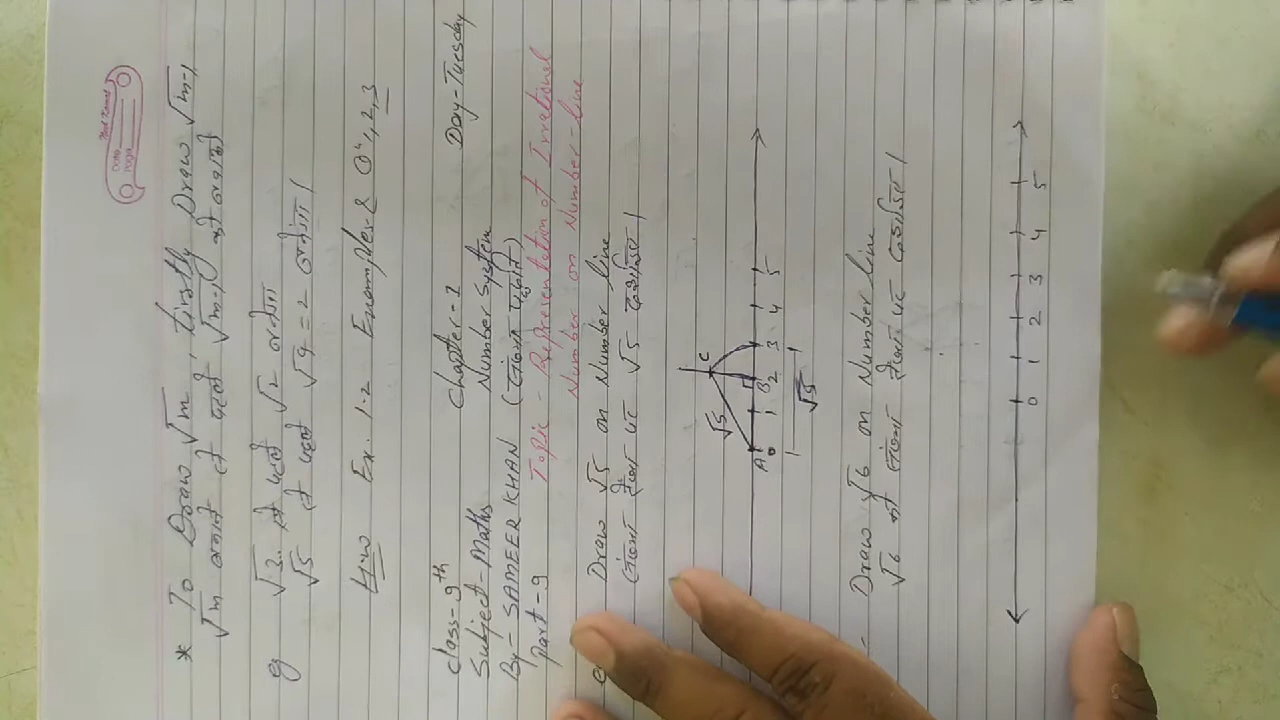 Date
Page
* To Draw √m, firstly Draw √m-1
√m बनाने से पहले √m-1 को बनाते
eg √3 से पहले √2 बनेगा
√5 से पहले √4 = 2 बनेगा।
H.w Ex. 1.2 Examples & Q. 1,2,3
Class - 9th Chapter-1 Day-Tuesday
Subject-Maths Number System
By- SAMEER KHAN (संख्या पद्धति)
Part-9 Topic - Representation of Irrational
Number on Number-line
Draw √5 on Number line
संख्या रेखा पर √5 दर्शाइए।
C
√5
A B
0 1 2 3 4 5
√5
Draw √6 on Number line
√6 को संख्या रेखा पर दर्शाइए।
0 1 2 3 4 5